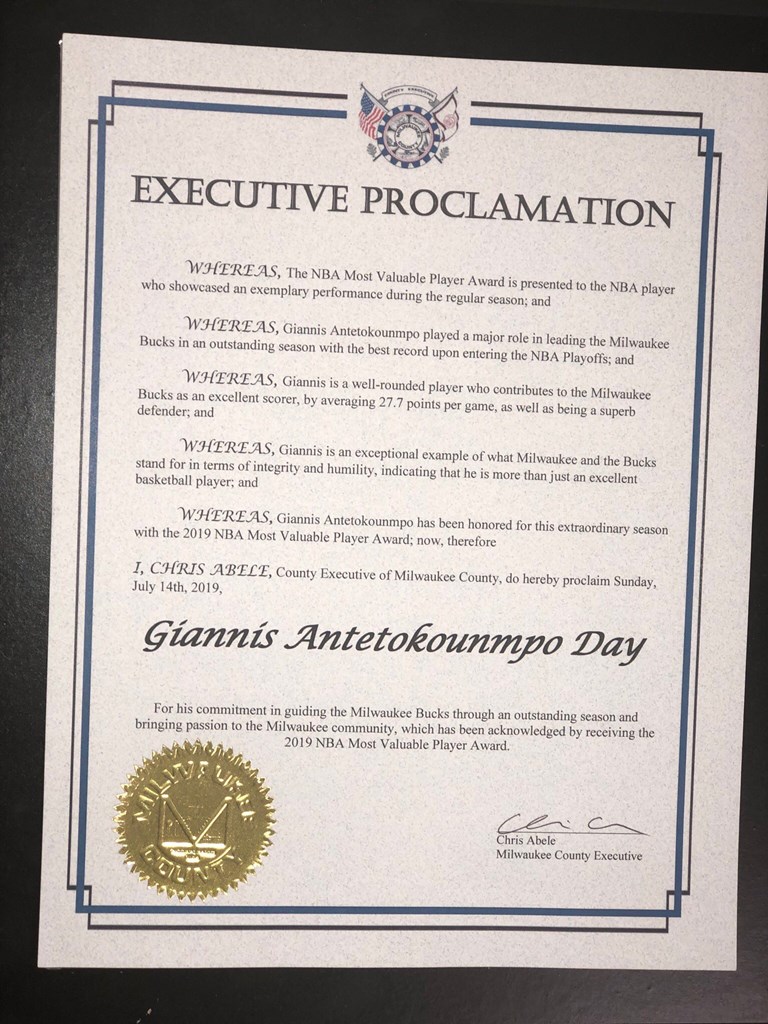 COUNTY EXECUTIVE
MILWAUKEE
COUNTY
EXECUTIVE PROCLAMATION
WHEREAS, The NBA Most Valuable Player Award is presented to the NBA player
who showcased an exemplary performance during the regular season; and
WHEREAS, Giannis Antetokounmpo played a major role in leading the Milwaukee
Bucks in an outstanding season with the best record upon entering the NBA Playoffs; and
WHEREAS, Giannis is a well-rounded player who contributes to the Milwaukee
Bucks as an excellent scorer, by averaging 27.7 points per game, as well as being a superb
defender; and
WHEREAS, Giannis is an exceptional example of what Milwaukee and the Bucks
stand for in terms of integrity and humility, indicating that he is more than just an excellent
basketball player; and
WHEREAS, Giannis Antetokounmpo has been honored for this extraordinary season
with the 2019 NBA Most Valuable Player Award; now, therefore
I, CHRIS ABELE, County Executive of Milwaukee County, do hereby proclaim Sunday,
July 14th, 2019,
Giannis Antetokounmpo Day
For his commitment in guiding the Milwaukee Bucks through an outstanding season and
bringing passion to the Milwaukee community, which has been acknowledged by receiving the
2019 NBA Most Valuable Player Award.
MILWAUKEE
COUNTY
Chris Abele
Milwaukee County Executive